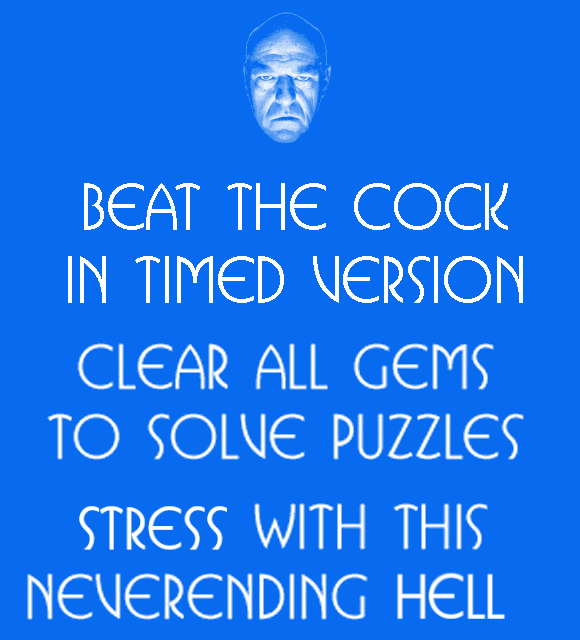 BEAT THE COCK
IN TIMED VERSION
CLEAR ALL GEMS
TO SOLVE PUZZLES
STRESS WITH THIS
NEVERENDING HELL